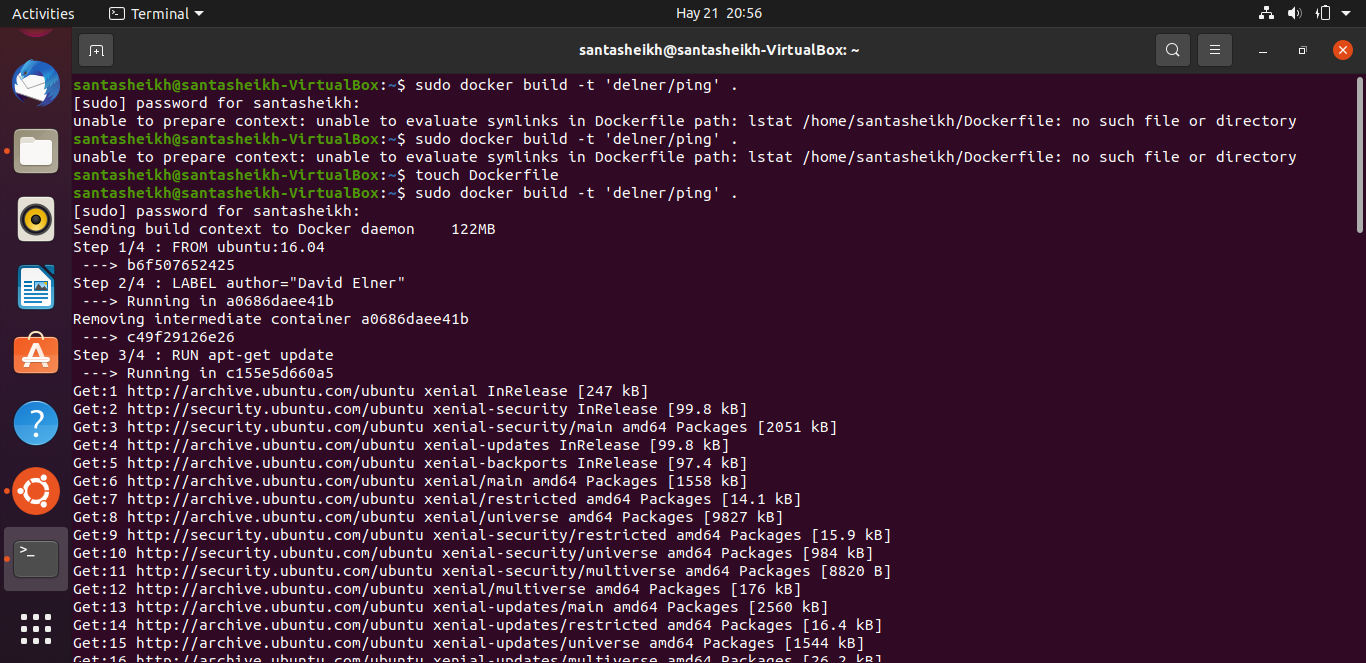 Activities
Terminal
Hay 21 20:56
santasheikh@santasheikh-VirtualBox: ~
santasheikh@santasheikh-VirtualBox:~$ sudo docker build -t 'delner/ping' .
[sudo] password for santasheikh:
unable to prepare context: unable to evaluate symlinks in Dockerfile path: lstat /home/santasheikh/Dockerfile: no such file or directory
santasheikh@santasheikh-VirtualBox:~$ sudo docker build -t 'delner/ping' .
unable to prepare context: unable to evaluate symlinks in Dockerfile path: lstat /home/santasheikh/Dockerfile: no such file or directory
santasheikh@santasheikh-VirtualBox:~$ touch Dockerfile
santasheikh@santasheikh-VirtualBox:~$ sudo docker build -t 'delner/ping' .
[sudo] password for santasheikh:
Sending build context to Docker daemon    122MB
Step 1/4 : FROM ubuntu:16.04
 ---> b6f507652425
Step 2/4 : LABEL author="David Elner"
 ---> Running in a0686daee41b
Removing intermediate container a0686daee41b
 ---> c49f29126e26
Step 3/4 : RUN apt-get update
 ---> Running in c155e5d660a5
Get:1 http://archive.ubuntu.com/ubuntu xenial InRelease [247 kB]
Get:2 http://security.ubuntu.com/ubuntu xenial-security InRelease [99.8 kB]
Get:3 http://security.ubuntu.com/ubuntu xenial-security/main amd64 Packages [2051 kB]
Get:4 http://archive.ubuntu.com/ubuntu xenial-updates InRelease [99.8 kB]
Get:5 http://archive.ubuntu.com/ubuntu xenial-backports InRelease [97.4 kB]
Get:6 http://archive.ubuntu.com/ubuntu xenial/main amd64 Packages [1558 kB]
Get:7 http://archive.ubuntu.com/ubuntu xenial/restricted amd64 Packages [14.1 kB]
Get:8 http://archive.ubuntu.com/ubuntu xenial/universe amd64 Packages [9827 kB]
Get:9 http://security.ubuntu.com/ubuntu xenial-security/restricted amd64 Packages [15.9 kB]
Get:10 http://security.ubuntu.com/ubuntu xenial-security/universe amd64 Packages [984 kB]
Get:11 http://security.ubuntu.com/ubuntu xenial-security/multiverse amd64 Packages [8820 B]
Get:12 http://archive.ubuntu.com/ubuntu xenial/multiverse amd64 Packages [176 kB]
Get:13 http://archive.ubuntu.com/ubuntu xenial-updates/main amd64 Packages [2560 kB]
Get:14 http://archive.ubuntu.com/ubuntu xenial-updates/restricted amd64 Packages [16.4 kB]
Get:15 http://archive.ubuntu.com/ubuntu xenial-updates/universe amd64 Packages [1544 kB]
Get:16 http://archive.ubuntu.com/ubuntu xenial-updates/multiverse amd64 Packages [26.2 kB]